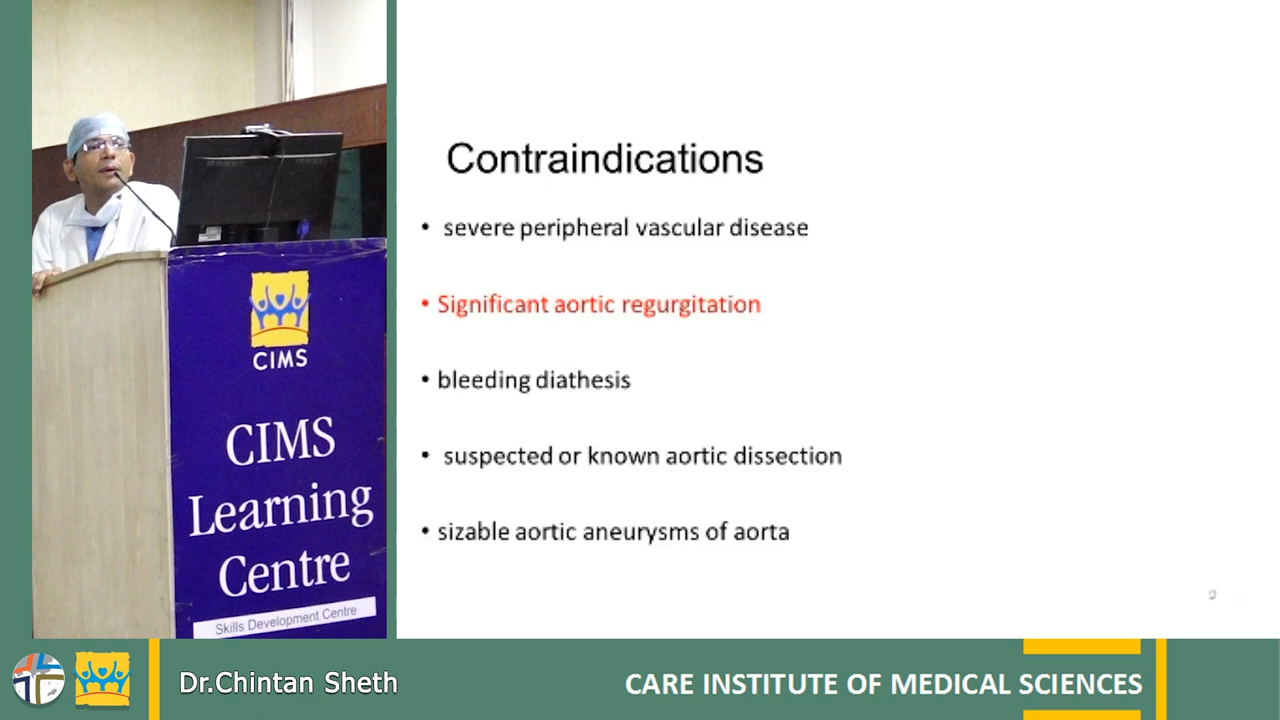 Contraindications
• severe peripheral vascular disease
• Significant aortic regurgitation
• bleeding diathesis
• suspected or known aortic dissection
• sizable aortic aneurysms of aorta
CIMS
CIMS
Learning
Centre
Skills Development Centre
Dr.Chintan Sheth
CARE INSTITUTE OF MEDICAL SCIENCES